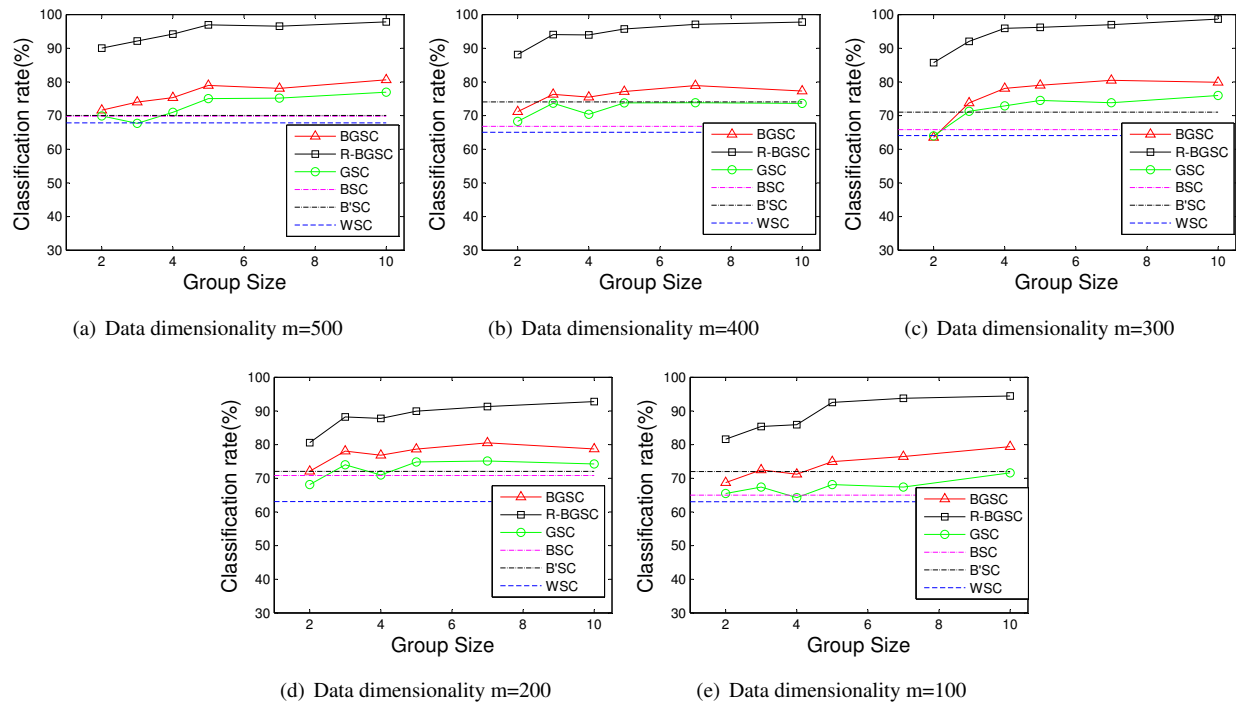 100
90
80
70
60
50
40
30
Classification rate(%)
2 4 6 8 10
Group Size
BGSC
R-BGSC
GSC
BSC
B'SC
WSC
(a) Data dimensionality m=500
100
90
80
70
60
50
40
30
Classification rate(%)
2 4 6 8 10
Group Size
BGSC
R-BGSC
GSC
BSC
B'SC
WSC
(b) Data dimensionality m=400
100
90
80
70
60
50
40
30
Classification rate(%)
2 4 6 8 10
Group Size
BGSC
R-BGSC
GSC
BSC
B'SC
WSC
(c) Data dimensionality m=300
100
90
80
70
60
50
40
30
Classification rate(%)
2 4 6 8 10
Group Size
BGSC
R-BGSC
GSC
BSC
B'SC
WSC
(d) Data dimensionality m=200
100
90
80
70
60
50
40
30
Classification rate(%)
2 4 6 8 10
Group Size
BGSC
R-BGSC
GSC
BSC
B'SC
WSC
(e) Data dimensionality m=100